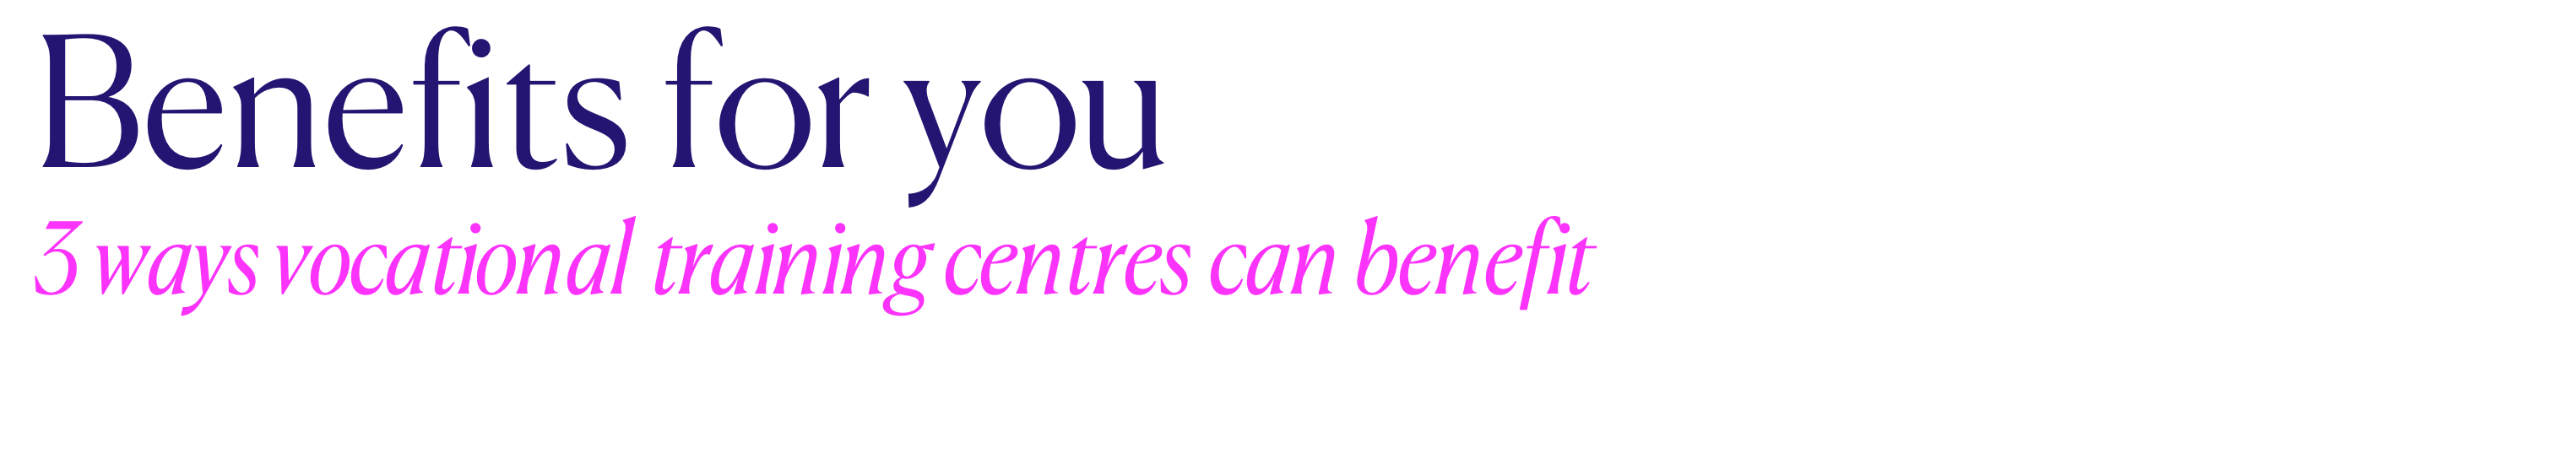 Benefits for you
3 ways vocational training centres can benefit